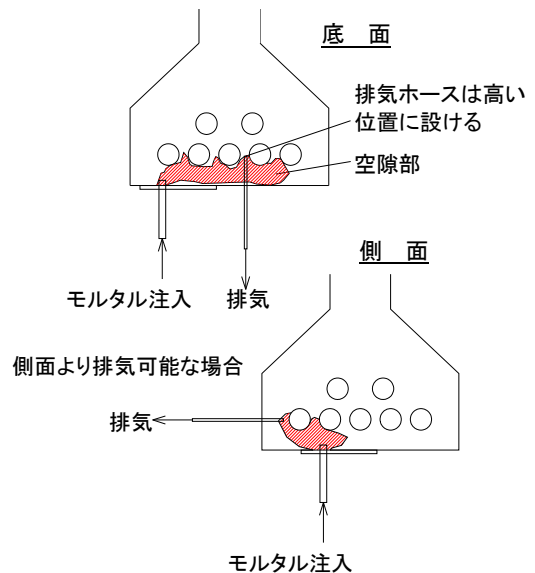 底　面
排気ホースは高い
位置に設ける
空隙部
モルタル注入
排気
側　面
側面より排気可能な場合
排気
モルタル注入